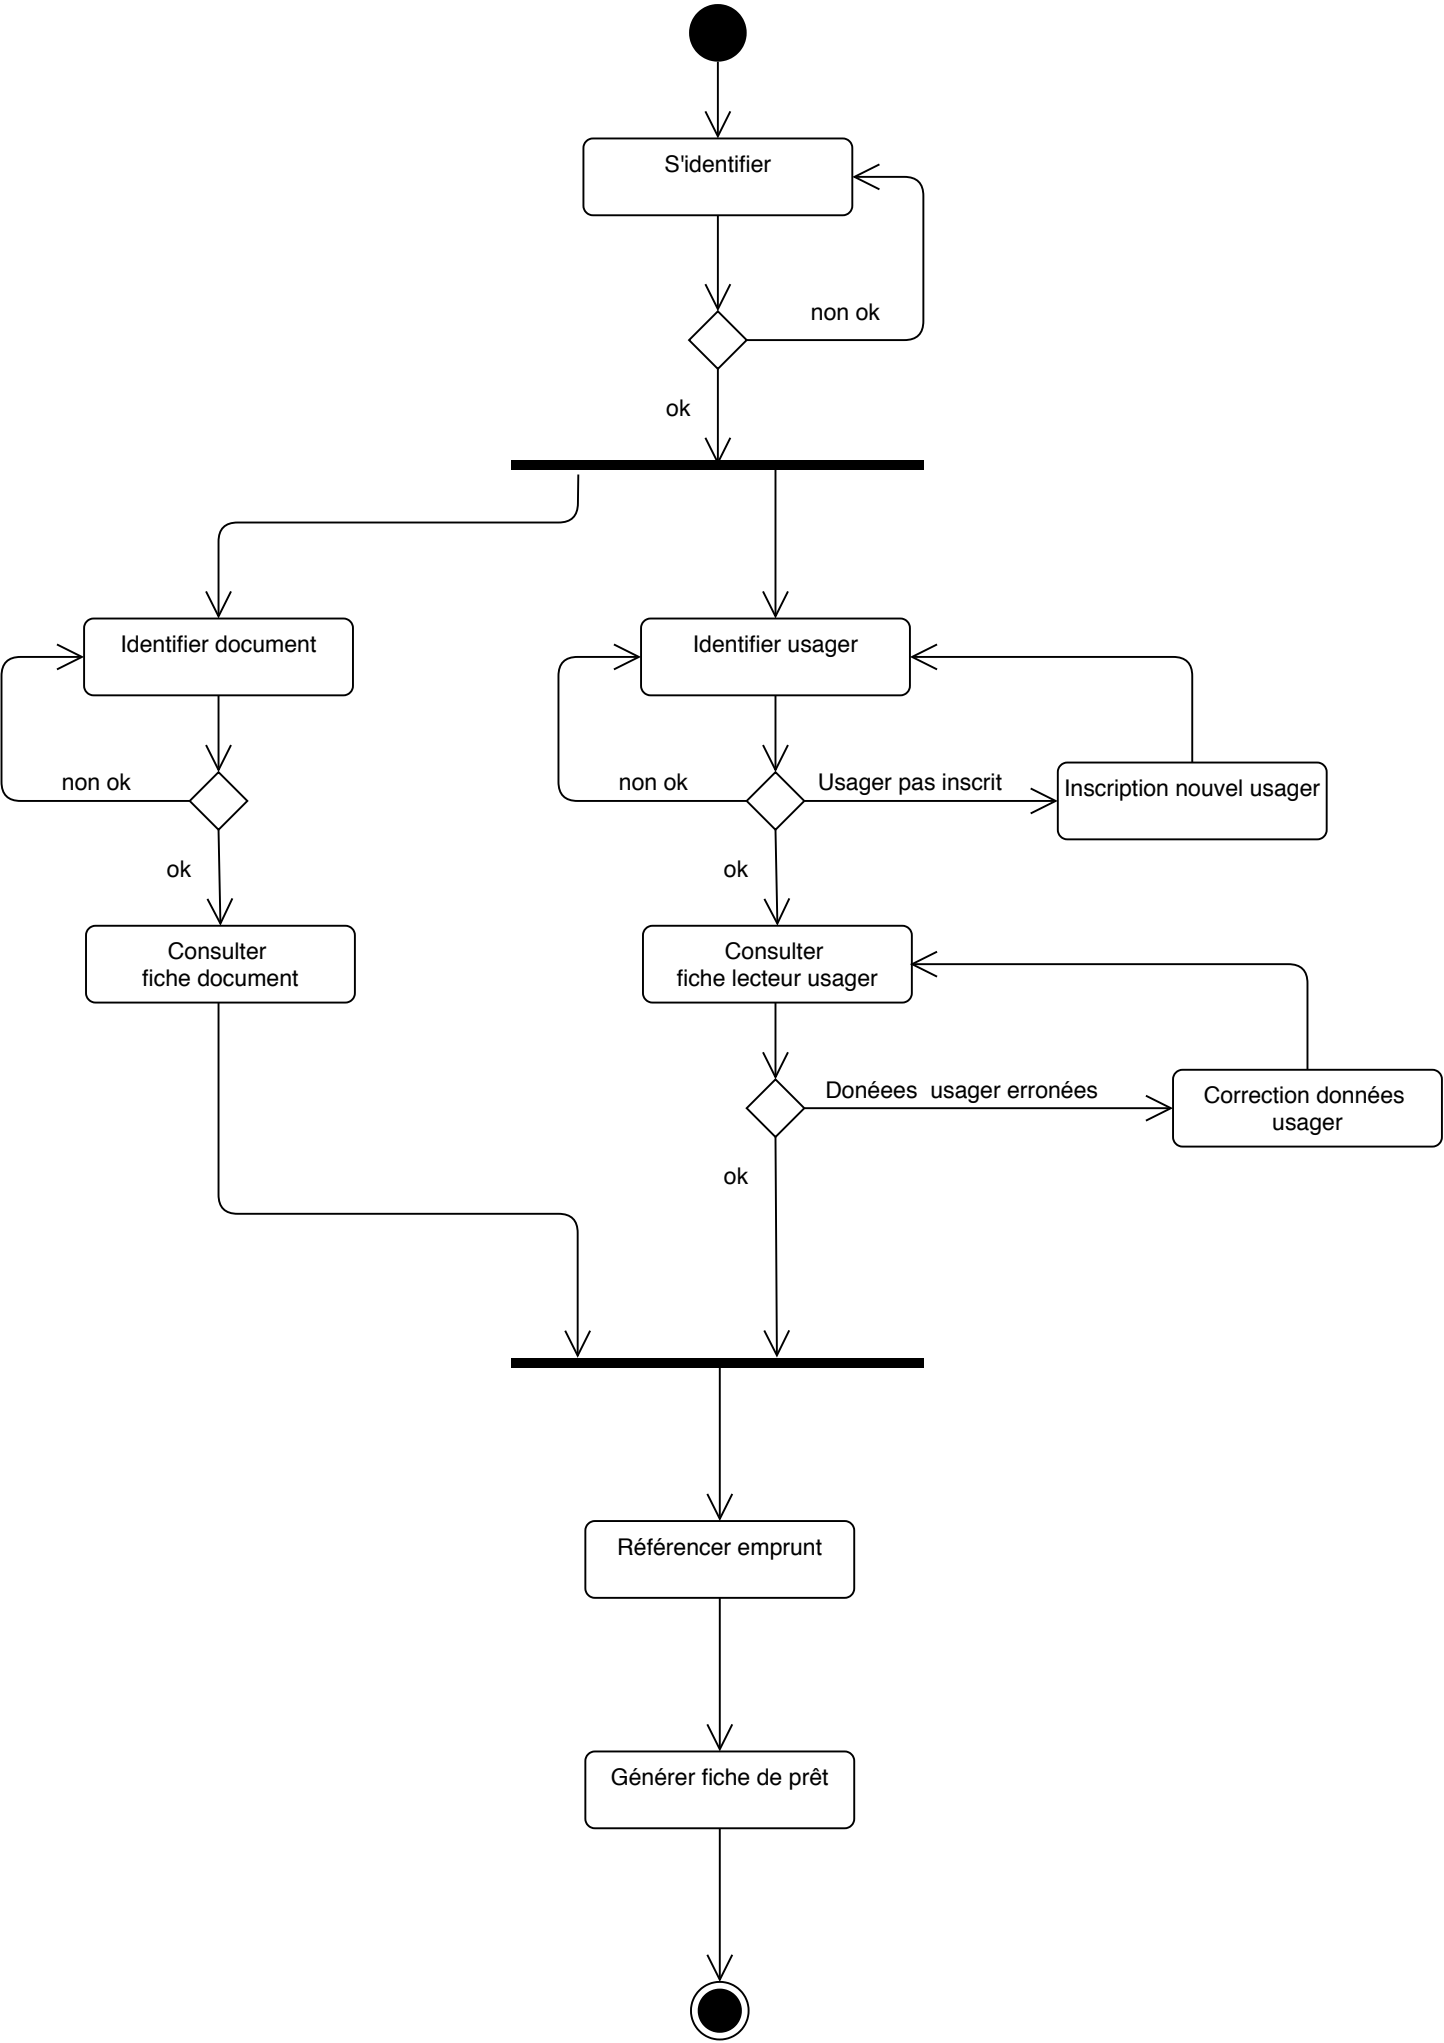 S'identifier
non ok
ok
Identifier document
Identifier usager
non ok
non ok
Usager pas inscrit
Inscription nouvel usager
ok
ok
Consulter
fiche document
Consulter
fiche lecteur usager
Donéees  usager erronées
Correction données
usager
ok
Référencer emprunt
Générer fiche de prêt